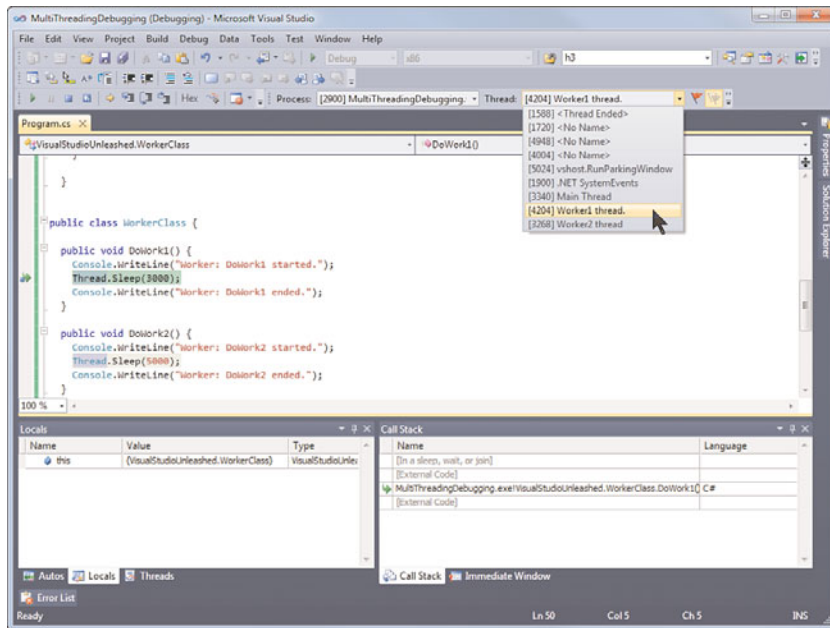 MultiThreadingDebugging (Debugging) - Microsoft Visual Studio
File Edit View Project Build Debug Data Tools Test Window Help
Debug x86 h3
Hex Process: [2900] MultiThreadingDebugging. Thread: [4204] Worker1 thread.
[1588] <Thread Ended>
[1720] <No Name>
[4948] <No Name>
[4004] <No Name>
[5024] vshost.RunParkingWindow
[1900] .NET SystemEvents
[3340] Main Thread
[4204] Worker1 thread.
[3268] Worker2 thread
Program.cs
VisualStudioUnleashed.WorkerClass DoWork1()
}
}
public class WorkerClass {
public void DoWork1() {
Console.WriteLine("Worker: DoWork1 started.");
Thread.Sleep(3000);
Console.WriteLine("Worker: DoWork1 ended.");
}
public void DoWork2() {
Console.WriteLine("Worker: DoWork2 started.");
Thread.Sleep(5000);
Console.WriteLine("Worker: DoWork2 ended.");
}
100 %
Properties
Solution Explorer
Locals
Name Value Type
this {VisualStudioUnleashed.WorkerClass} VisualStudioUnle
Autos Locals Threads
Call Stack
Name Language
[In a sleep, wait, or join]
[External Code]
MultiThreadingDebugging.exe!VisualStudioUnleashed.WorkerClass.DoWork1() C#
[External Code]
Call Stack Immediate Window
Error List
Ready Ln 50 Col 5 Ch 5 INS